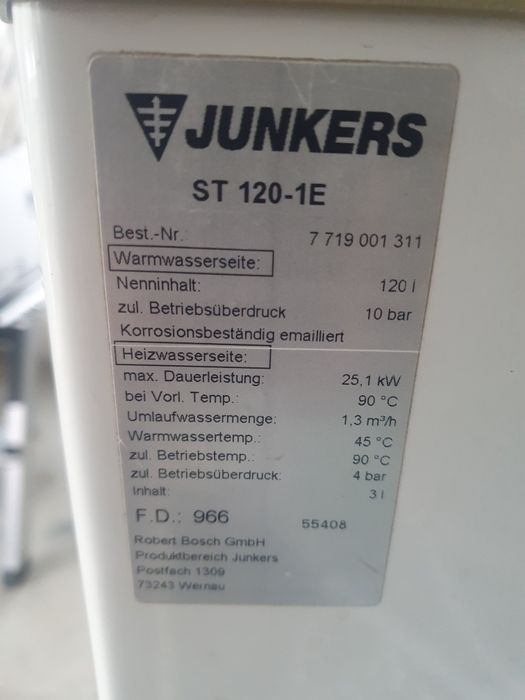 JUNKERS
ST 120-1E
Best.-Nr.: 7 719 001 311
Warmwasserseite:
Nenninhalt: 120 l
zul. Betriebsüberdruck 10 bar
Korrosionsbeständig emailliert
Heizwasserseite:
max. Dauerleistung: 25,1 kW
bei Vorl. Temp.: 90 °C
Umlaufwassermenge: 1,3 m³/h
Warmwassertemp.: 45 °C
zul. Betriebstemp.: 90 °C
zul. Betriebsüberdruck: 4 bar
Inhalt: 3 l
F.D.: 966 55408
Robert Bosch GmbH
Produktbereich Junkers
Postfach 1309
73243 Wernau